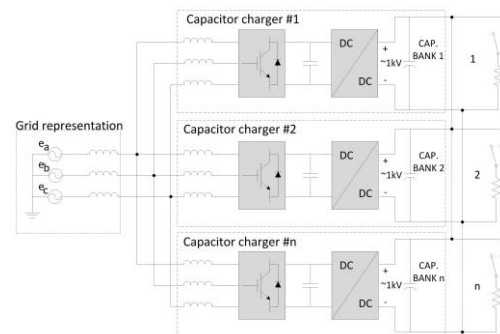 Capacitor charger #1
DC
DC
+
~1kV
-
CAP.
BANK 1
1
Grid representation
ea
eb
ec
Capacitor charger #2
DC
DC
+
~1kV
-
CAP.
BANK 2
2
Capacitor charger #n
DC
DC
+
~1kV
-
CAP.
BANK n
n